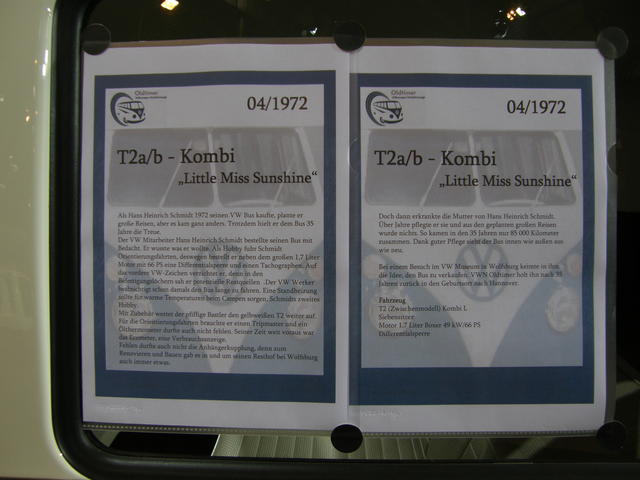 Oldtimer
04/1972
T2a/b - Kombi
„Little Miss Sunshine“
Als Hans Heinrich Schmidt 1972 seinen VW Bus kaufte, plante er
große Reisen, aber es kam ganz anders. Trotzdem hielt er dem Bus 35
Jahre die Treue.
Der VW Mitarbeiter Hans Heinrich Schmidt bestellte seinen Bus mit
Bedacht. Er wusste was er wollte. Als Hobby fuhr Schmidt
Orientierungsfahrten, deswegen bestellt er neben dem großen 1,7 Liter
Motor mit 66 PS eine Differentialsperre und einen Tachographen. Auf
das vordere VW-Zeichen verzichtet er, denn in den
Befestigungslöchern sah er potenzielle Rostquellen. Der VW Werker
beabsichtigt schon damals den Bus lange zu fahren. Eine Standheizung
sollte für warme Temperaturen beim Campen sorgen, Schmidts zweites
Hobby.
Mit Zubehör wertet der pfiffige Bastler den gelbweißen T2 weiter auf.
Für die Orientierungsfahrten brauchte er einen Tripmaster und ein
Ölthermometer durfte auch nicht fehlen. Seiner Zeit weit voraus war
das Econometer, eine Verbrauchsanzeige.
Fehlen durfte auch nicht die Anhängerkupplung, denn zum
Renovieren und Bauen gab es in und um seinen Resthof bei Wolfsburg
auch immer etwas.
Oldtimer
04/1972
T2a/b - Kombi
„Little Miss Sunshine“
Doch dann erkrankte die Mutter von Hans Heinrich Schmidt.
Über Jahre pflegte er sie und aus den geplanten großen Reisen
wurde nichts. So kamen in den 35 Jahren nur 85 000 Kilometer
zusammen. Dank guter Pflege sieht der Bus innen wie außen aus
wie neu.
Bei einem Besuch im VW Museum in Wolfsburg keimte in ihm
die Idee, den Bus zu verkaufen. VWN Oldtimer holt ihn nach 35
Jahren zurück in den Geburtsort nach Hannover.
Fahrzeug
T2 (Zwischenmodell) Kombi L
Siebensitzer
Motor 1.7 Liter Boxer 49 kW/66 PS
Differentialsperre